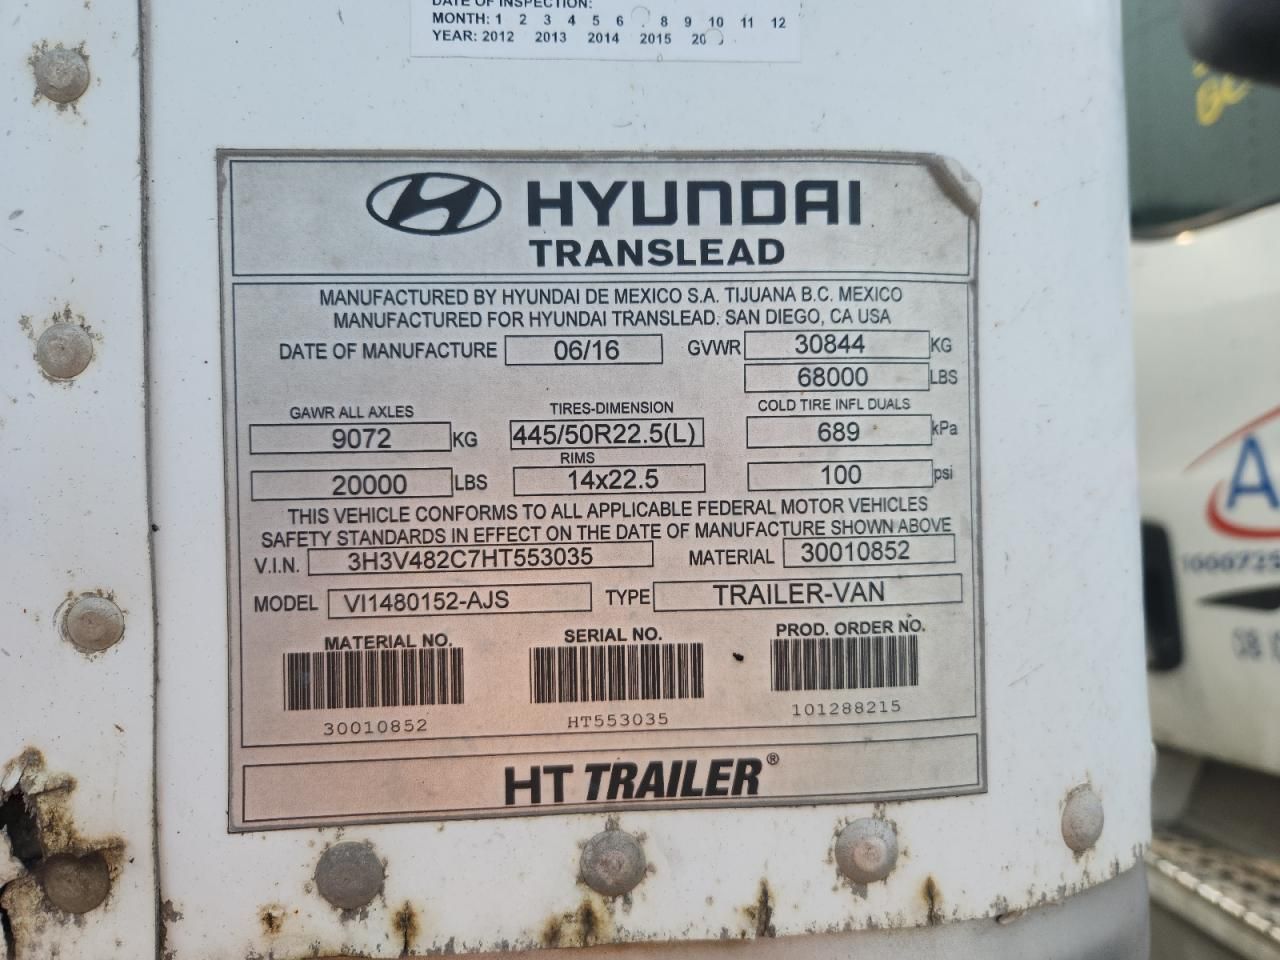 DATE OF INSPECTION:
MONTH: 1 2 3 4 5 6 8 9 10 11 12
YEAR: 2012 2013 2014 2015 20
HYUNDAI
TRANSLEAD
MANUFACTURED BY HYUNDAI DE MEXICO S.A. TIJUANA B.C. MEXICO
MANUFACTURED FOR HYUNDAI TRANSLEAD. SAN DIEGO, CA USA
DATE OF MANUFACTURE 06/16 GVWR 30844 KG
68000 LBS
GAWR ALL AXLES TIRES-DIMENSION COLD TIRE INFL DUALS
9072 KG 445/50R22.5(L) 689 kPa
RIMS
20000 LBS 14x22.5 100 psi
THIS VEHICLE CONFORMS TO ALL APPLICABLE FEDERAL MOTOR VEHICLES
SAFETY STANDARDS IN EFFECT ON THE DATE OF MANUFACTURE SHOWN ABOVE
V.I.N. 3H3V482C7HT553035 MATERIAL 30010852
MODEL VI1480152-AJS TYPE TRAILER-VAN
MATERIAL NO. SERIAL NO. PROD. ORDER NO.
30010852 HT553035 101288215
HT TRAILER®
A
1000725